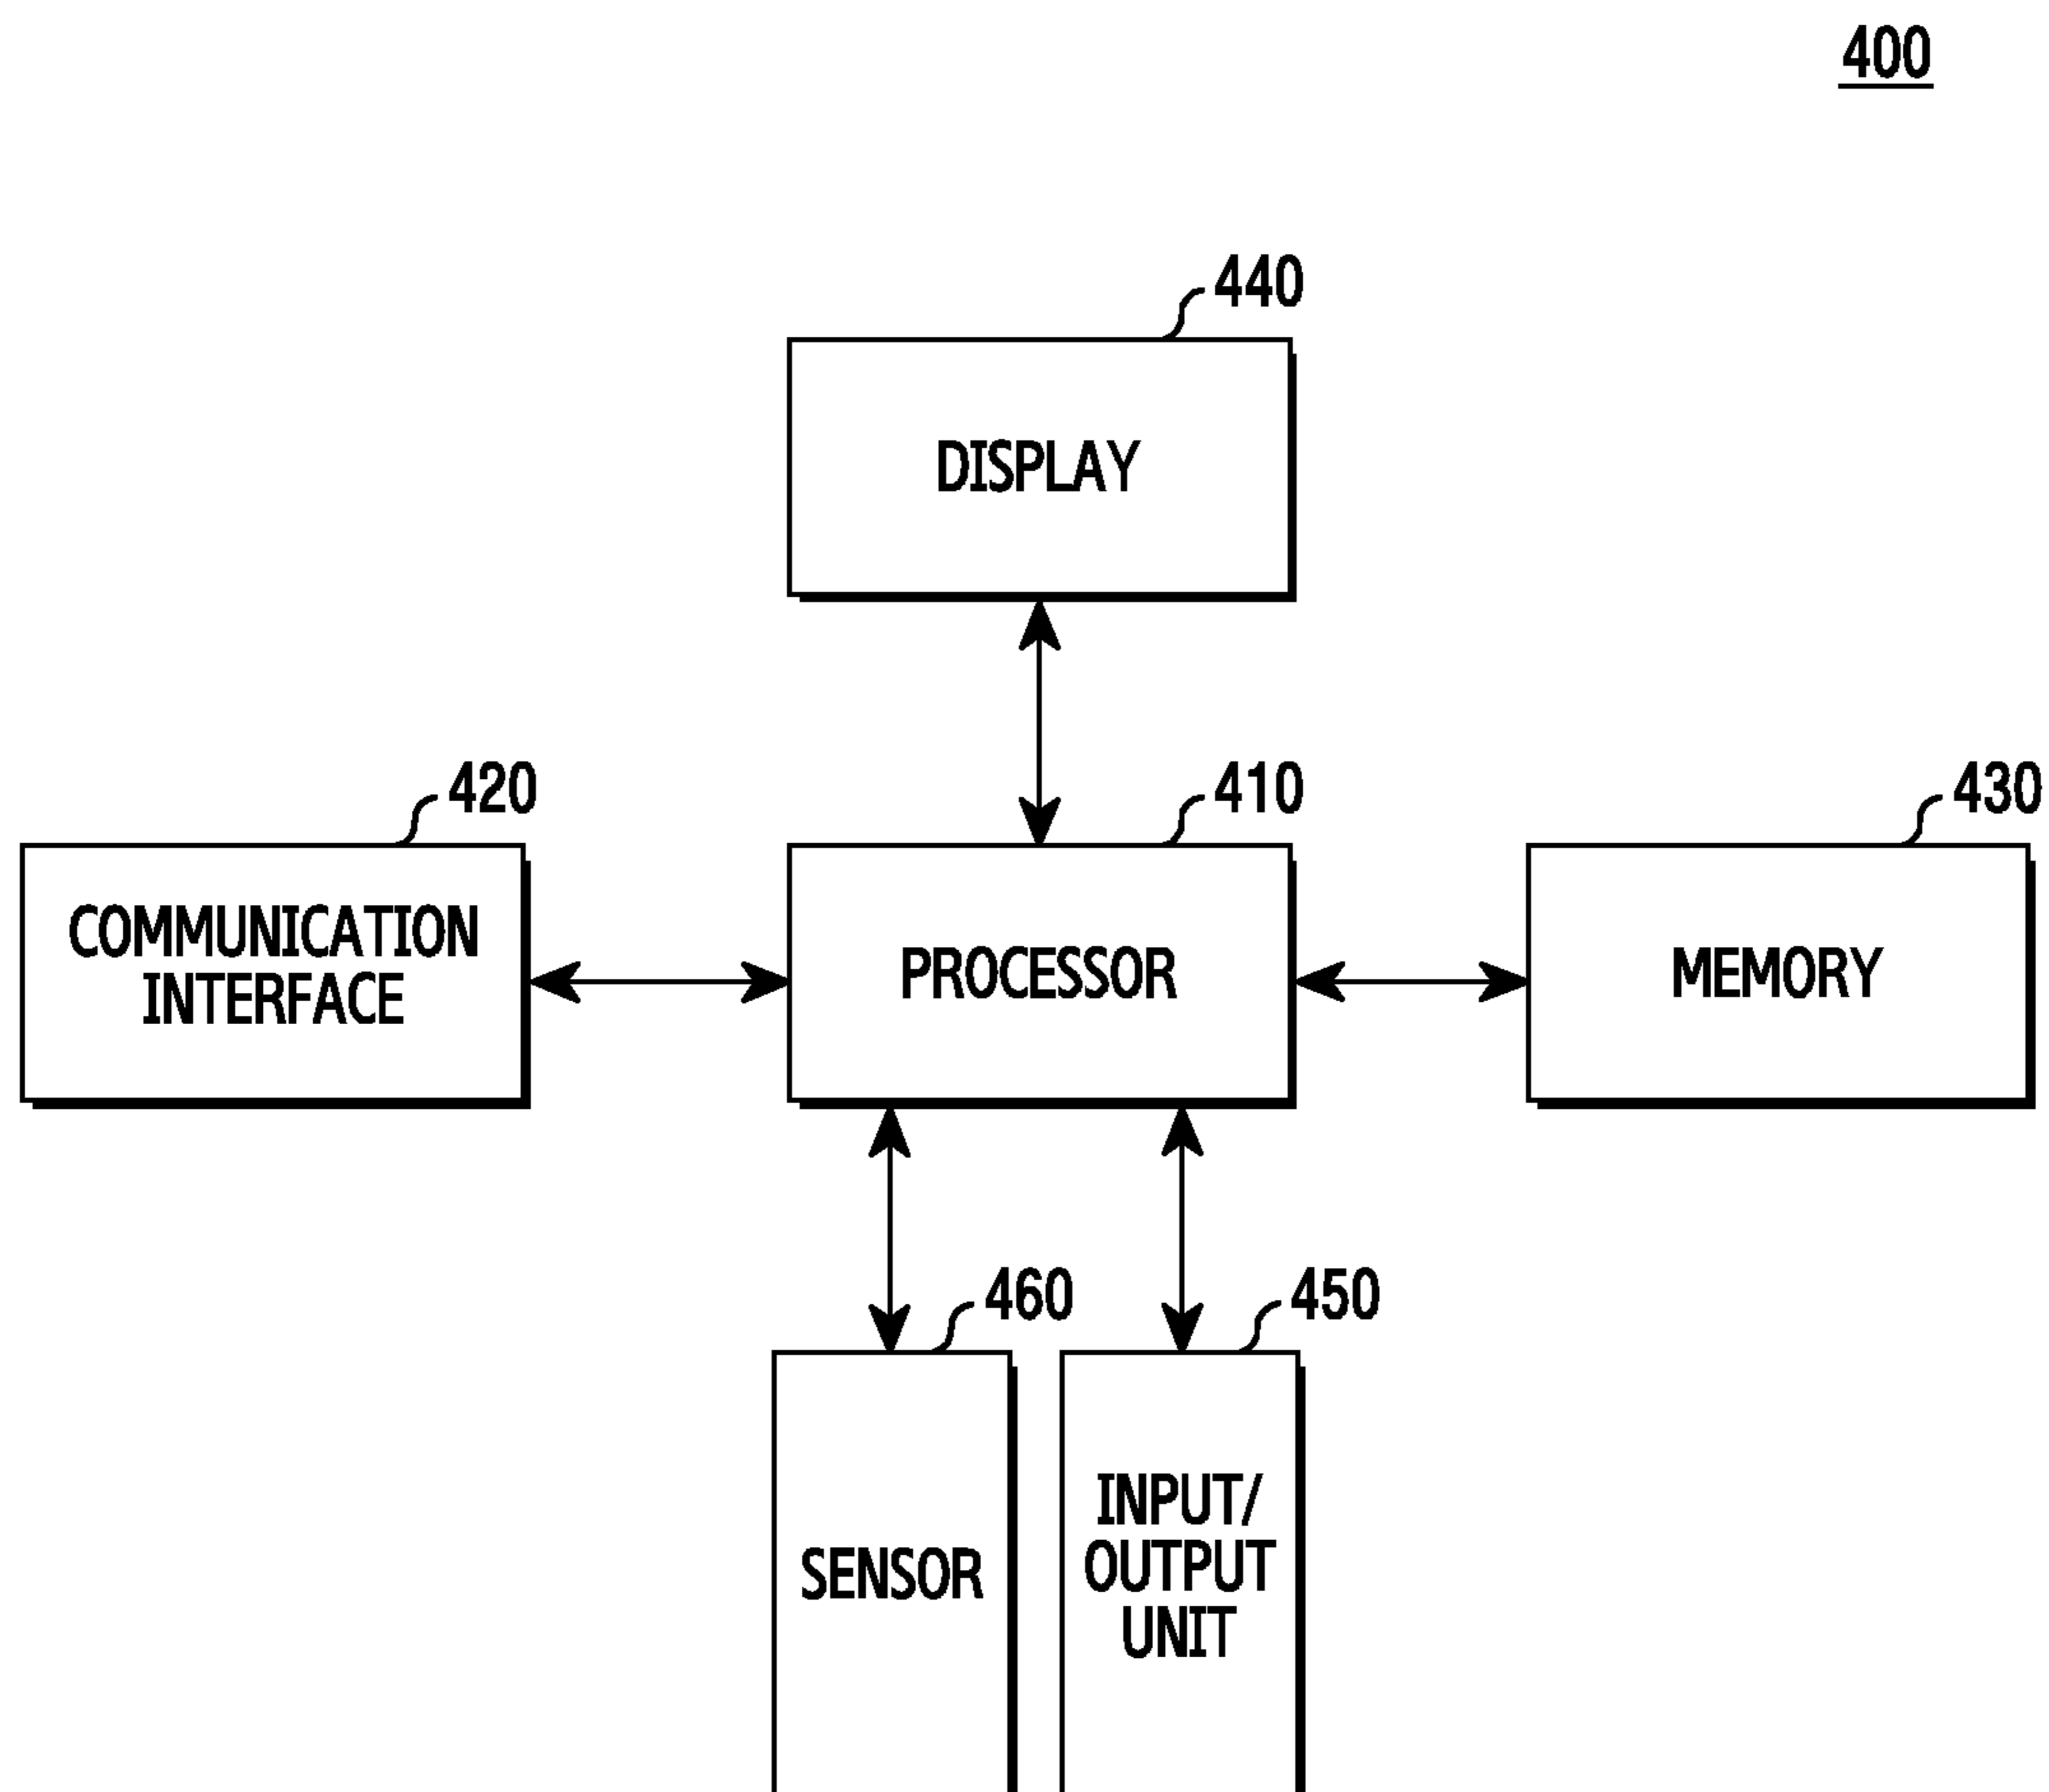 400
440
DISPLAY
420
410
430
COMMUNICATION
INTERFACE
PROCESSOR
MEMORY
460
450
SENSOR
INPUT/
OUTPUT
UNIT